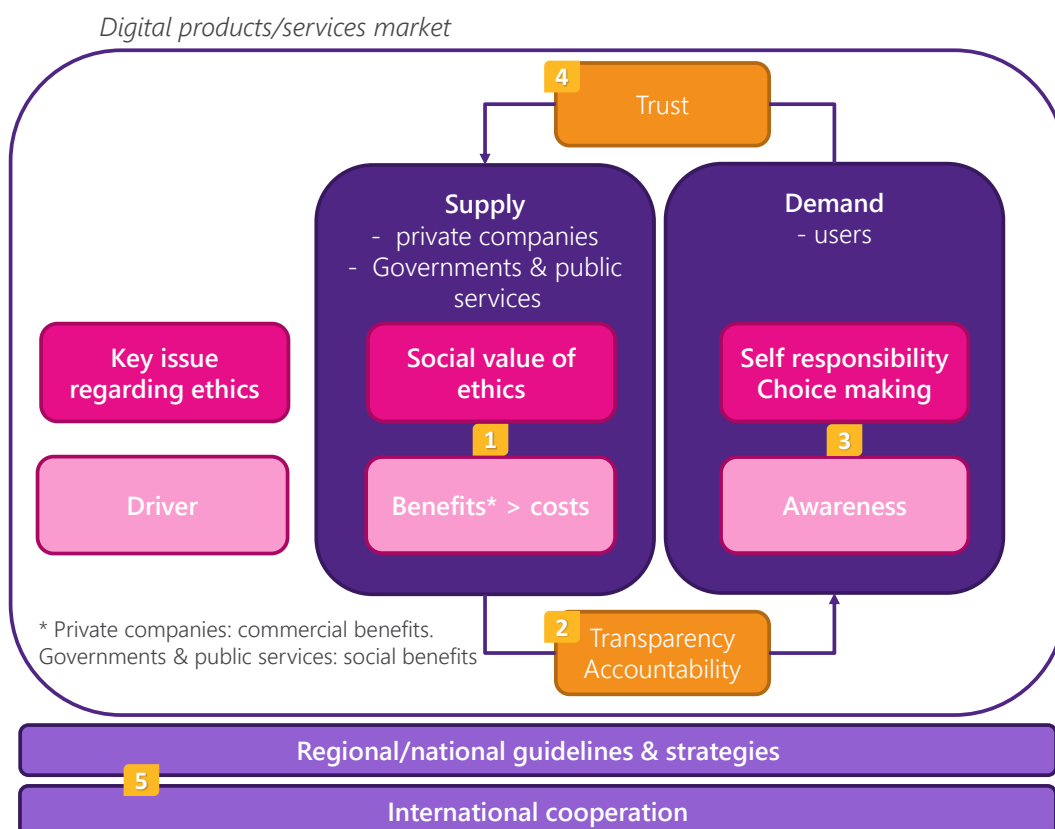 Digital products/services market
4
Trust
Supply
- private companies
- Governments & public
services
Demand
- users
Key issue
regarding ethics
Social value of
ethics
Self responsibility
Choice making
1
3
Driver
Benefits* > costs
Awareness
* Private companies: commercial benefits.
Governments & public services: social benefits
2
Transparency
Accountability
Regional/national guidelines & strategies
5
International cooperation